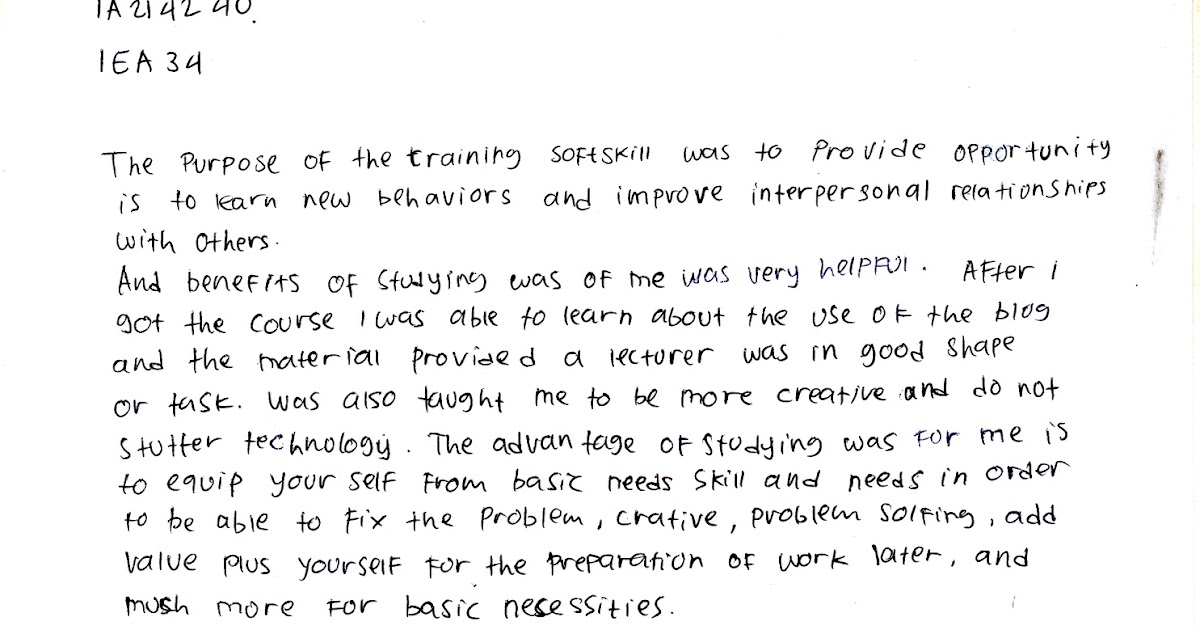 1A 214240.
1EA 34
The Purpose of the training softskill was to Provide opportunity
is to learn new behaviors and improve interpersonal relationships
with others.
And benefits of studying was of me was very helpful. After i
got the course I was able to learn about the use of the blog
and the material provided a lecturer was in good shape
or task. Was also taught me to be more creative and do not
stutter technology. The advantage of studying was for me is
to equip your self from basic needs skill and needs in order
to be able to fix the problem, crative, problem solfing, add
value plus yourself for the preparation of work later, and
mush more for basic necessities.